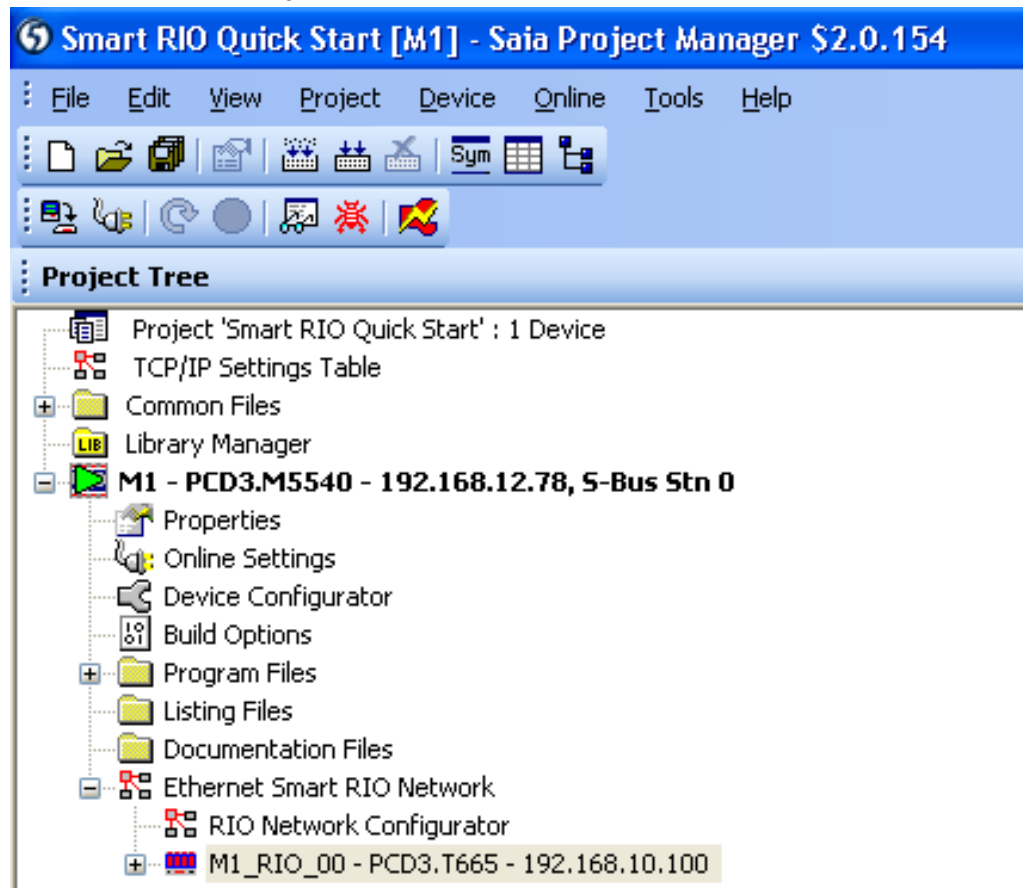 Smart RIO Quick Start [M1] - Saia Project Manager $2.0.154
File Edit View Project Device Online Tools Help
Sym
Project Tree
Project 'Smart RIO Quick Start' : 1 Device
TCP/IP Settings Table
Common Files
LIB Library Manager
M1 - PCD3.M5540 - 192.168.12.78, S-Bus Stn 0
Properties
Online Settings
Device Configurator
Build Options
Program Files
Listing Files
Documentation Files
Ethernet Smart RIO Network
RIO Network Configurator
M1_RIO_00 - PCD3.T665 - 192.168.10.100